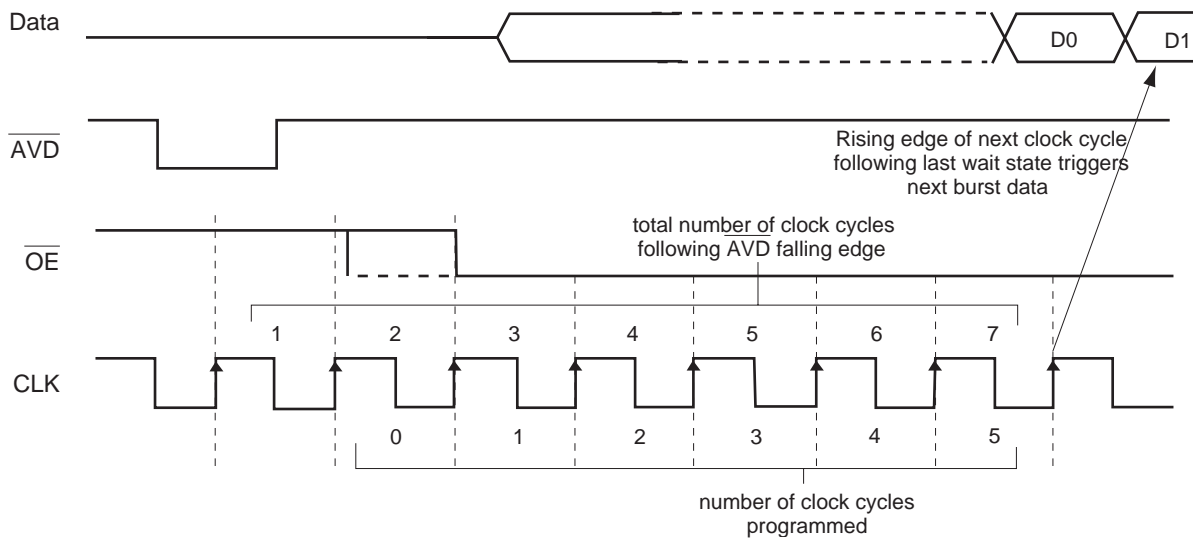 Data
D0
D1
AVD
Rising edge of next clock cycle
following last wait state triggers
next burst data
total number of clock cycles
following AVD falling edge
OE
1 2 3 4 5 6 7
CLK
0 1 2 3 4 5
number of clock cycles
programmed